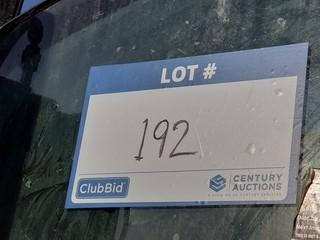 LOT #
192
ClubBid
CENTURY
AUCTIONS